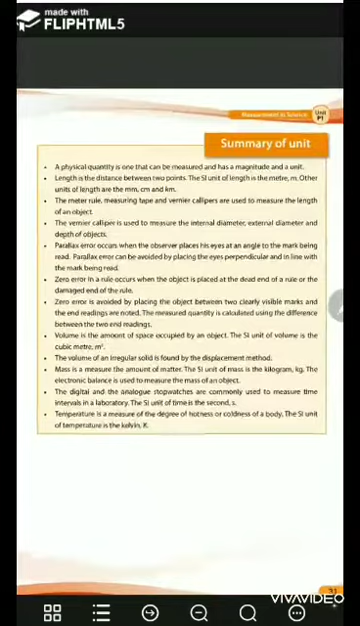 made with
FLIPHTML5
Measurement in Science
Unit
P1
Summary of unit
• A physical quantity is one that can be measured and has a magnitude and a unit.
• Length is the distance between two points. The SI unit of length is the metre, m. Other
units of length are the mm, cm and km.
• The meter rule, measuring tape and vernier callipers are used to measure the length
of an object.
• The vernier calliper is used to measure the internal diameter, external diameter and
depth of objects.
• Parallax error occurs when the observer places his eyes at an angle to the mark being
read. Parallax error can be avoided by placing the eyes perpendicular and in line with
the mark being read.
• Zero error in a rule occurs when the object is placed at the dead end of a rule or the
damaged end of the rule.
• Zero error is avoided by placing the object between two clearly visible marks and
the end readings are noted. The measured quantity is calculated using the difference
between the two end readings.
• Volume is the amount of space occupied by an object. The SI unit of volume is the
cubic metre, m³.
• The volume of an irregular solid is found by the displacement method.
• Mass is a measure the amount of matter. The SI unit of mass is the kilogram, kg. The
electronic balance is used to measure the mass of an object.
• The digital and the analogue stopwatches are commonly used to measure time
intervals in a laboratory. The SI unit of time is the second, s.
• Temperature is a measure of the degree of hotness or coldness of a body. The SI unit
of temperature is the kelvin, K.
31
VIVAVIDEO